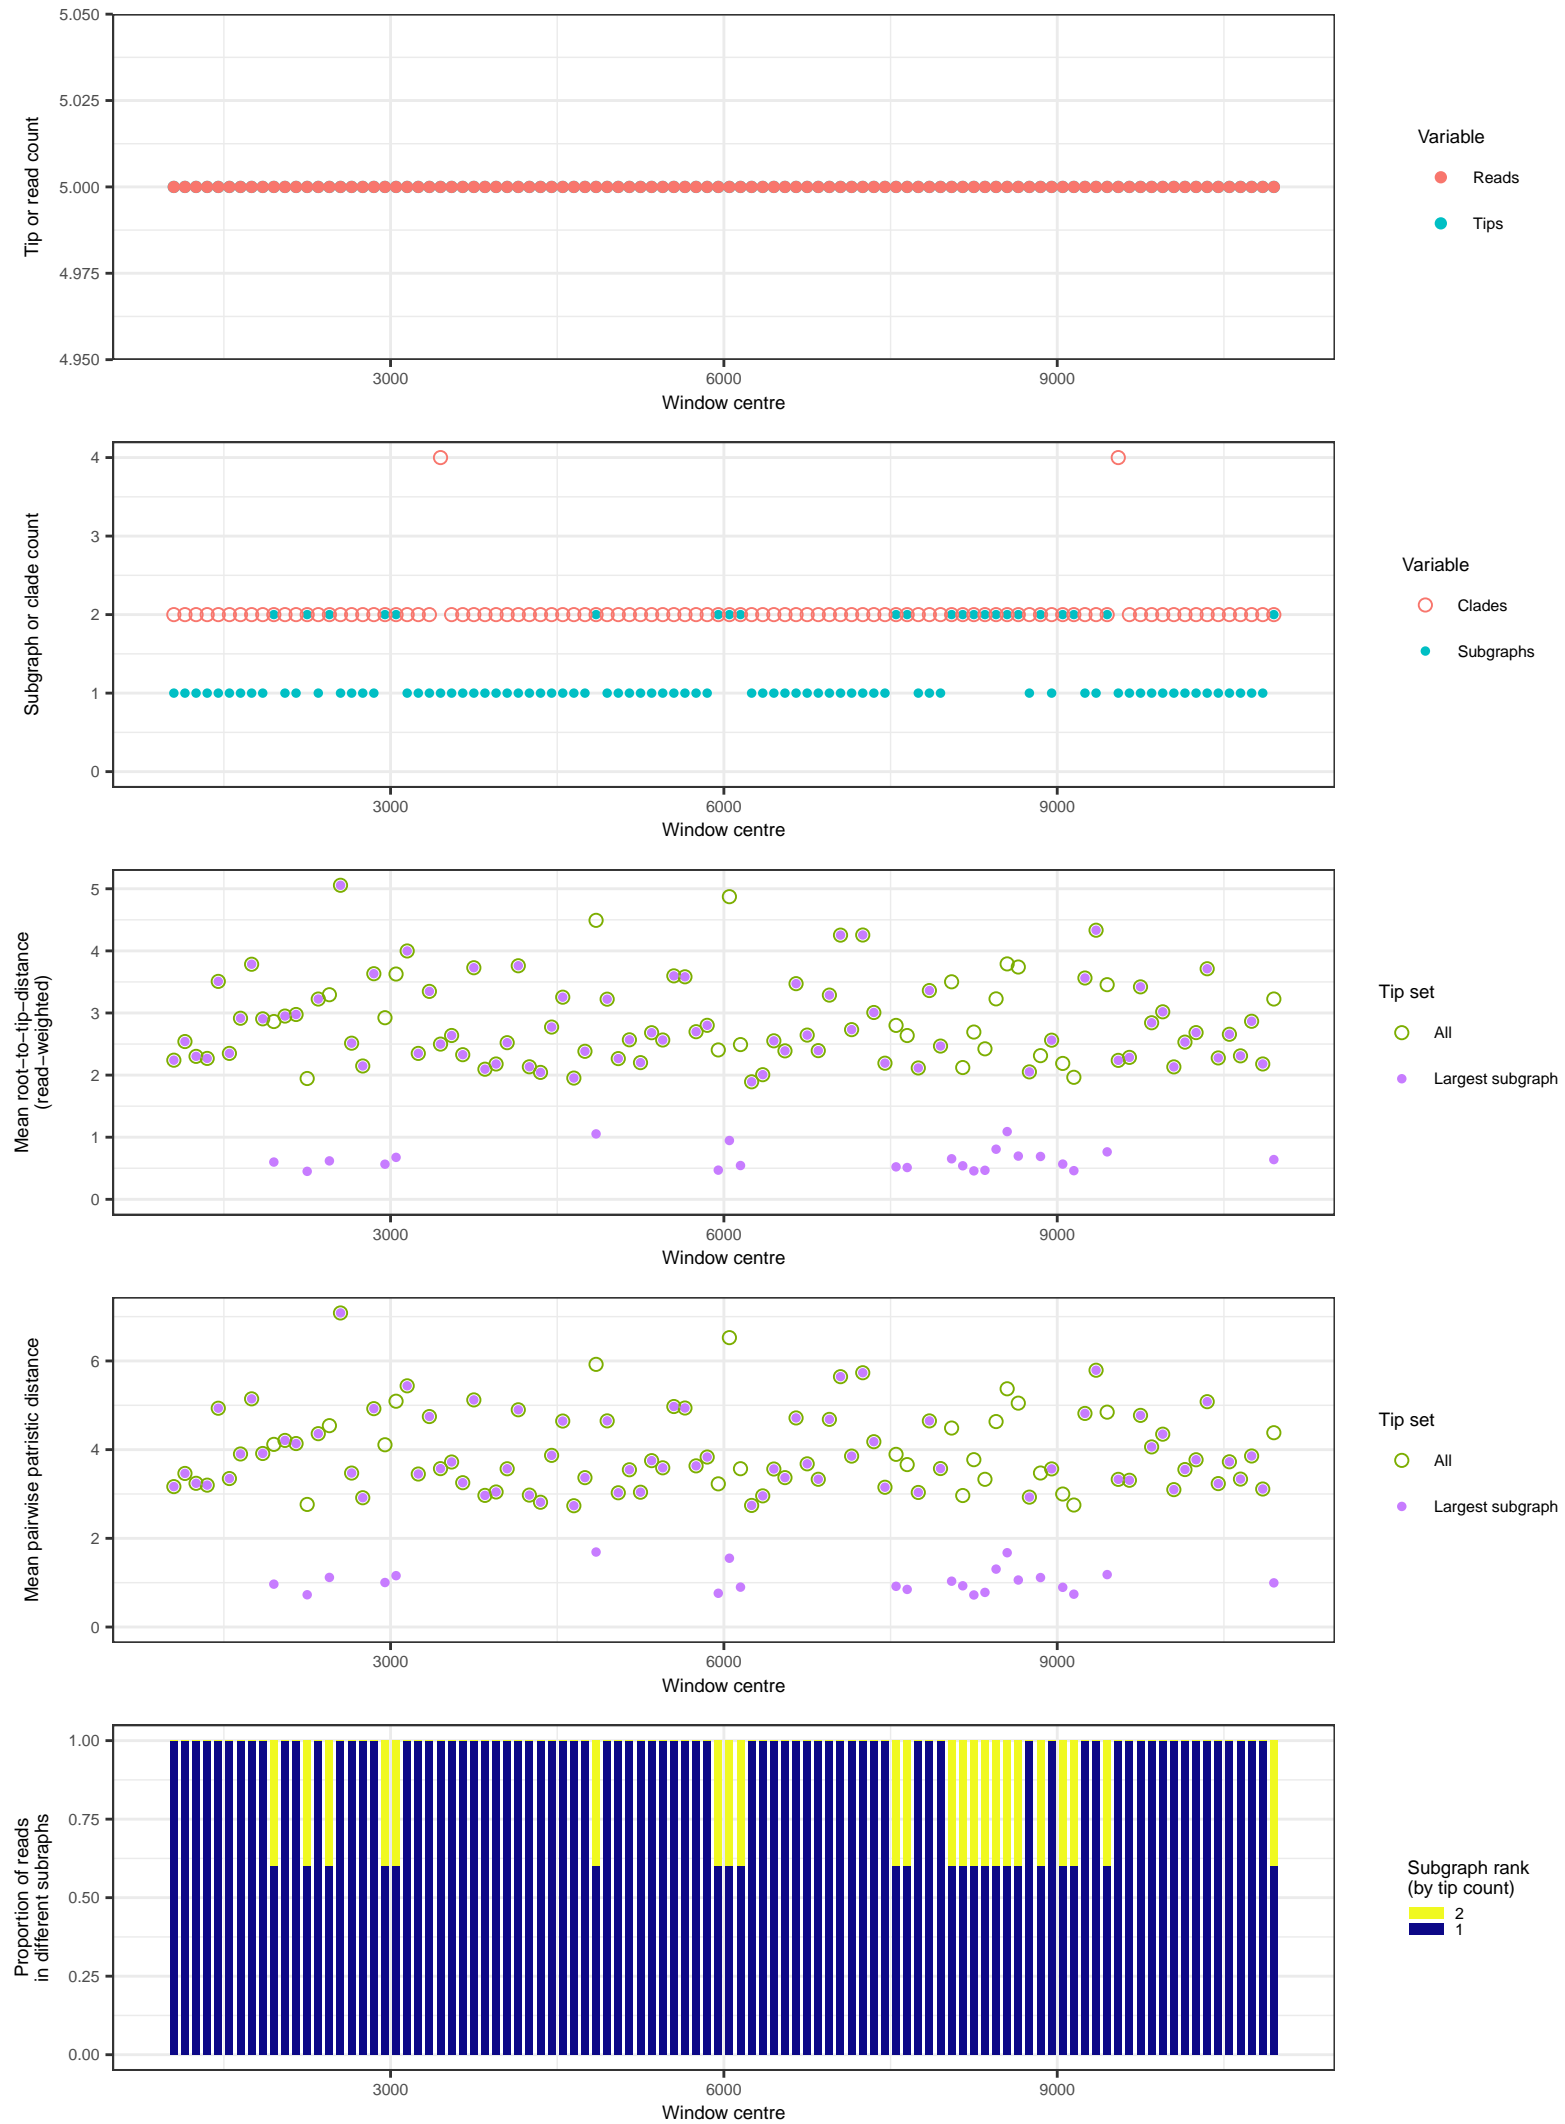 5.050
5.025
5.000
4.975
4.950
Tip or read count
3000
6000
9000
Window centre
Variable
Reads
Tips
4
3
2
1
0
Subgraph or clade count
3000
6000
9000
Window centre
Variable
Clades
Subgraphs
5
4
3
2
1
0
Mean root−to−tip−distance
(read−weighted)
3000
6000
9000
Window centre
Tip set
All
Largest subgraph
6
4
2
0
Mean pairwise patristic distance
3000
6000
9000
Window centre
Tip set
All
Largest subgraph
1.00
0.75
0.50
0.25
0.00
Proportion of reads
in different subraphs
3000
6000
9000
Window centre
Subgraph rank
(by tip count)
2
1